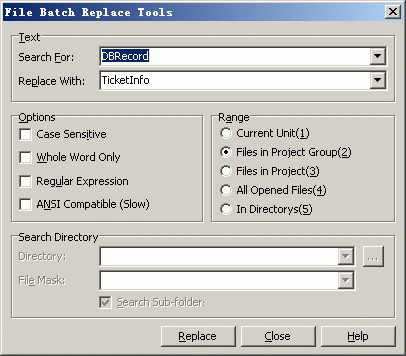 File Batch Replace Tools
Text
Search For:
DBRecord
Replace With:
TicketInfo
Options
Case Sensitive
Whole Word Only
Regular Expression
ANSI Compatible (Slow)
Range
Current Unit(1)
Files in Project Group(2)
Files in Project(3)
All Opened Files(4)
In Directorys(5)
Search Directory
Directory:
...
File Mask:
Search Sub-folder
Replace
Close
Help